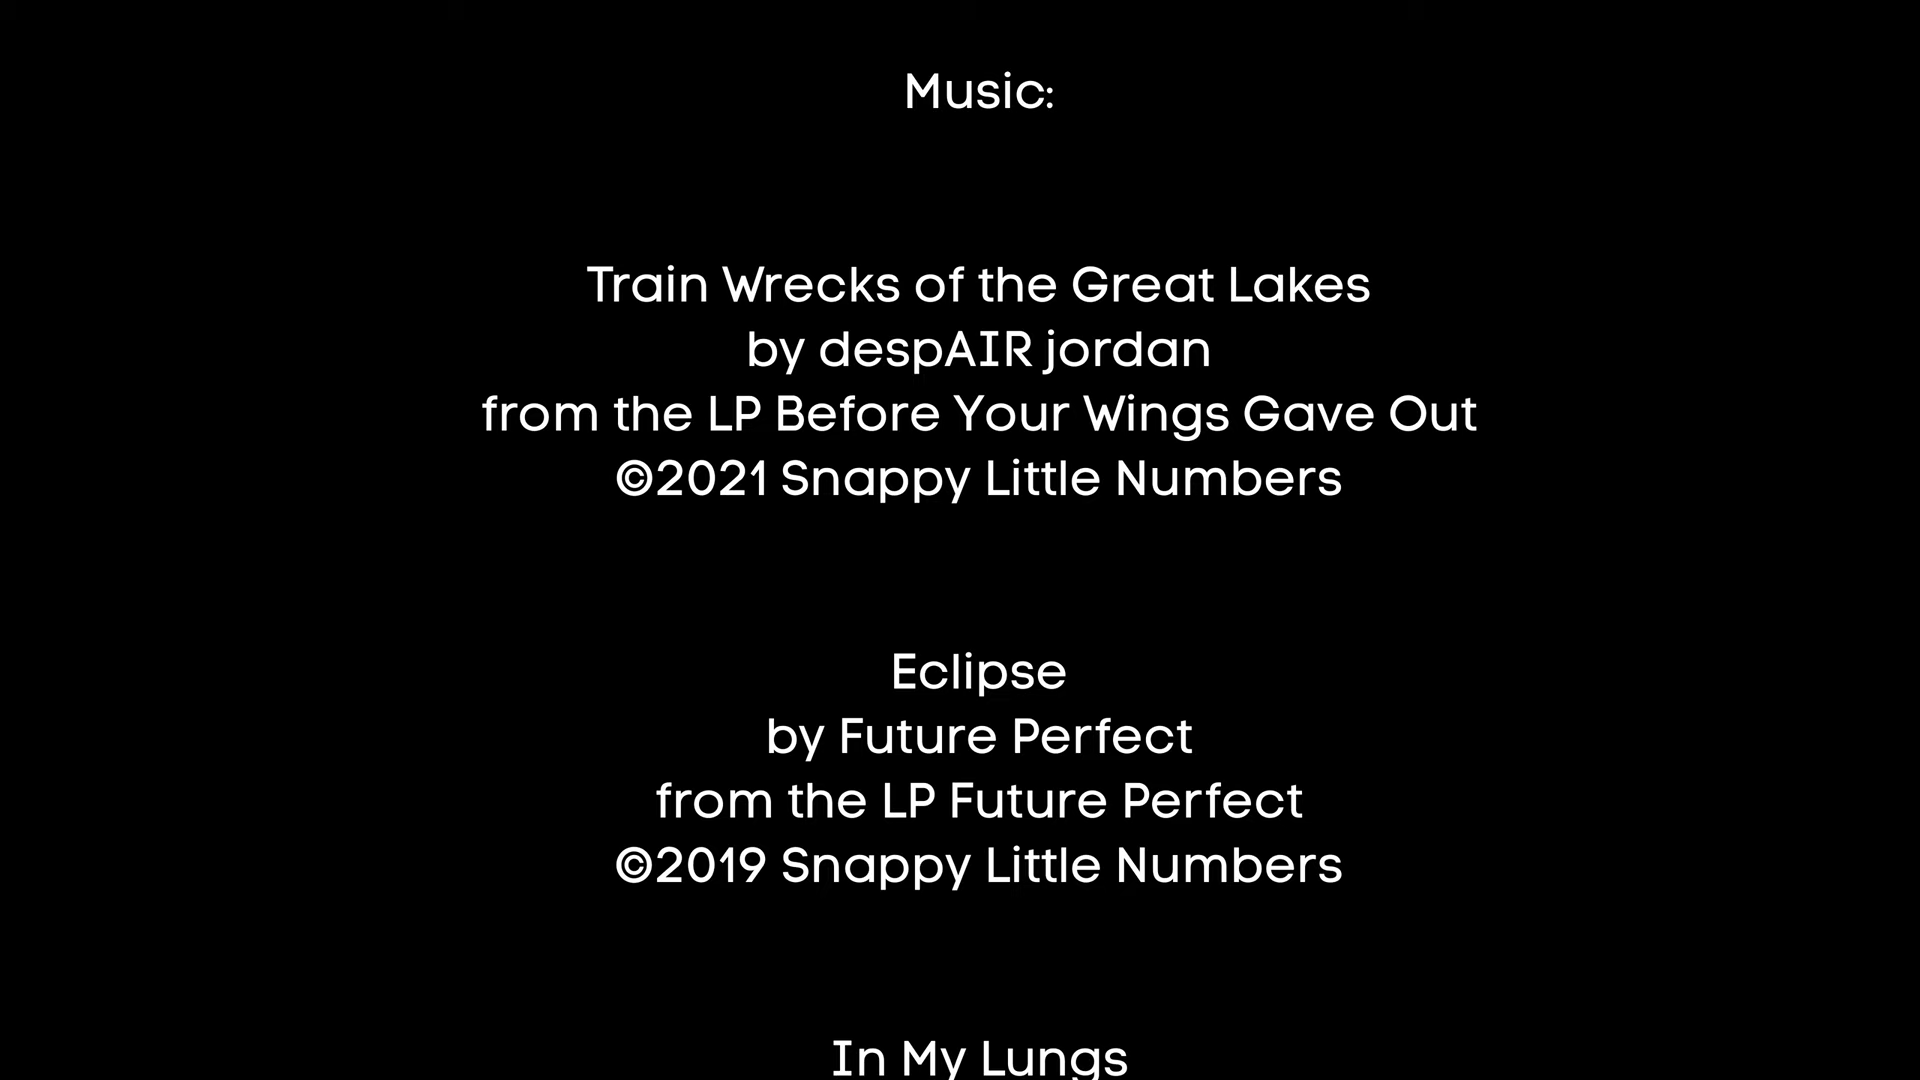 Music:
Train Wrecks of the Great Lakes
by despAIR jordan
from the LP Before Your Wings Gave Out
©2021 Snappy Little Numbers
Eclipse
by Future Perfect
from the LP Future Perfect
©2019 Snappy Little Numbers
In My Lungs